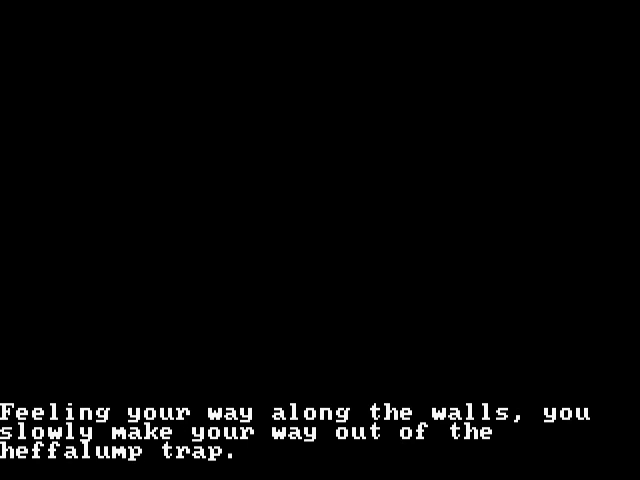 Feeling your way along the walls, you
slowly make your way out of the
heffalump trap.